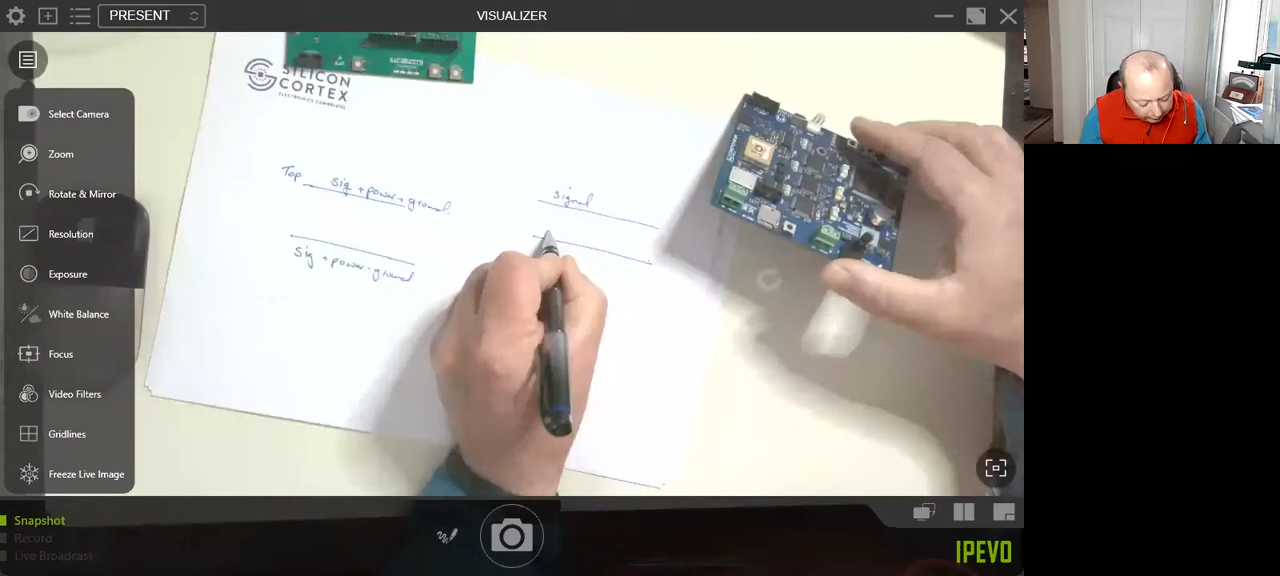 PRESENT
VISUALIZER
Select Camera
Zoom
Rotate & Mirror
Resolution
Exposure
White Balance
Focus
Video Filters
Gridlines
Freeze Live Image
SILICON
CORTEX
ELECTRONICS CAMBRIDGE
Top sig + power + ground
Sig + power - ground
signal
Snapshot
Record
Live Broadcast
IPEVO